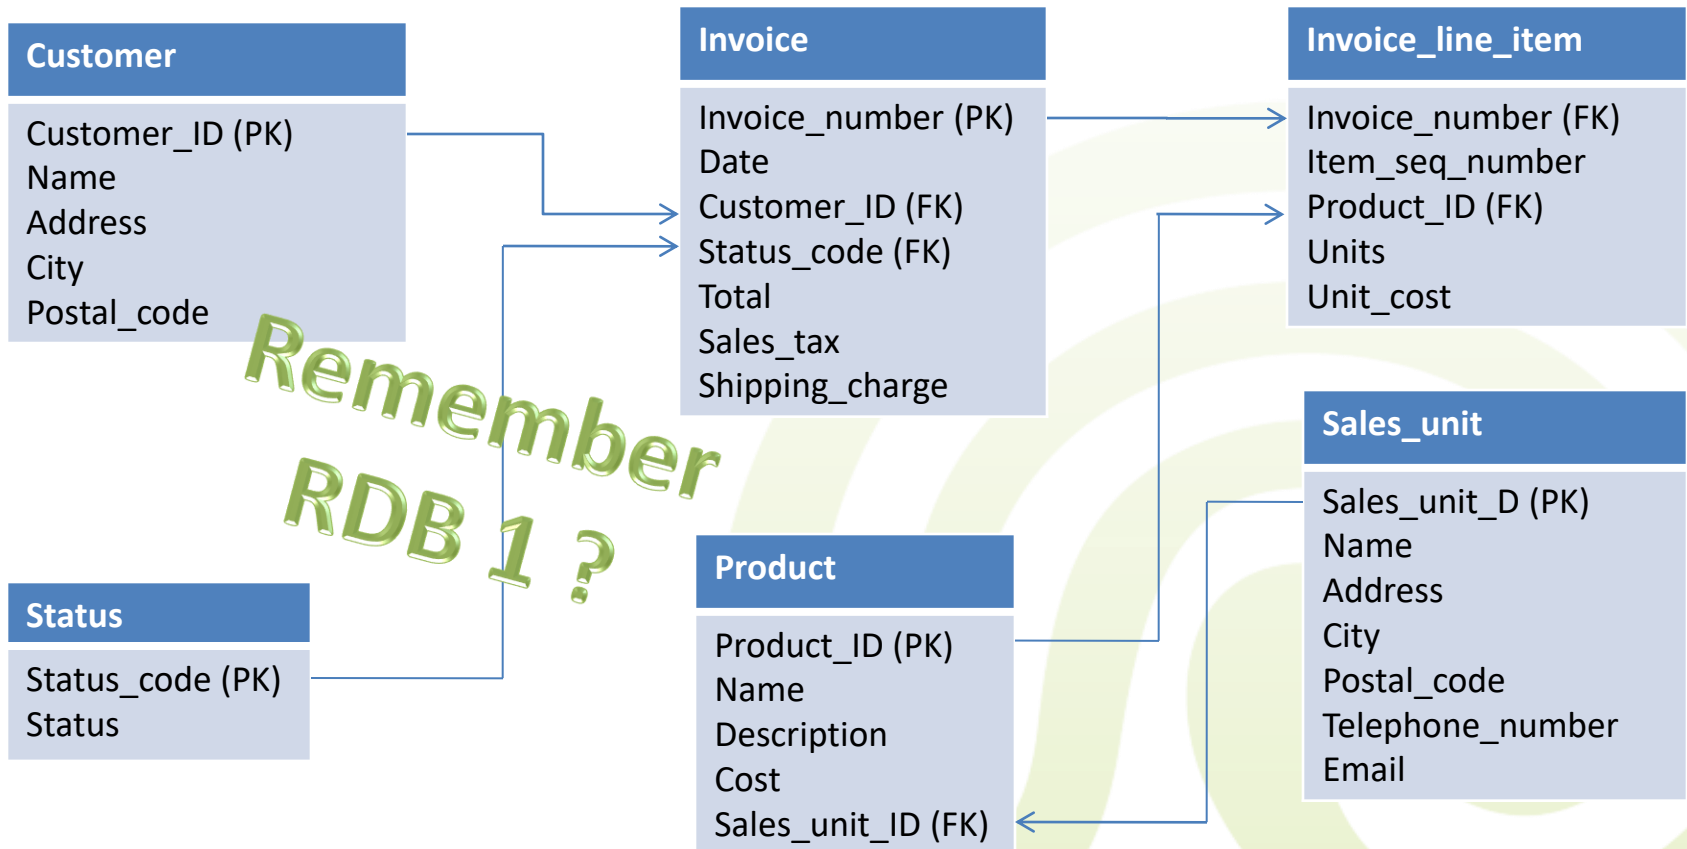 Customer
Customer_ID (PK)
Name
Address
City
Postal_code
Invoice
Invoice_number (PK)
Date
Customer_ID (FK)
Status_code (FK)
Total
Sales_tax
Shipping_charge
Invoice_line_item
Invoice_number (FK)
Item_seq_number
Product_ID (FK)
Units
Unit_cost
Remember
RDB 1 ?
Status
Status_code (PK)
Status
Product
Product_ID (PK)
Name
Description
Cost
Sales_unit_ID (FK)
Sales_unit
Sales_unit_D (PK)
Name
Address
City
Postal_code
Telephone_number
Email